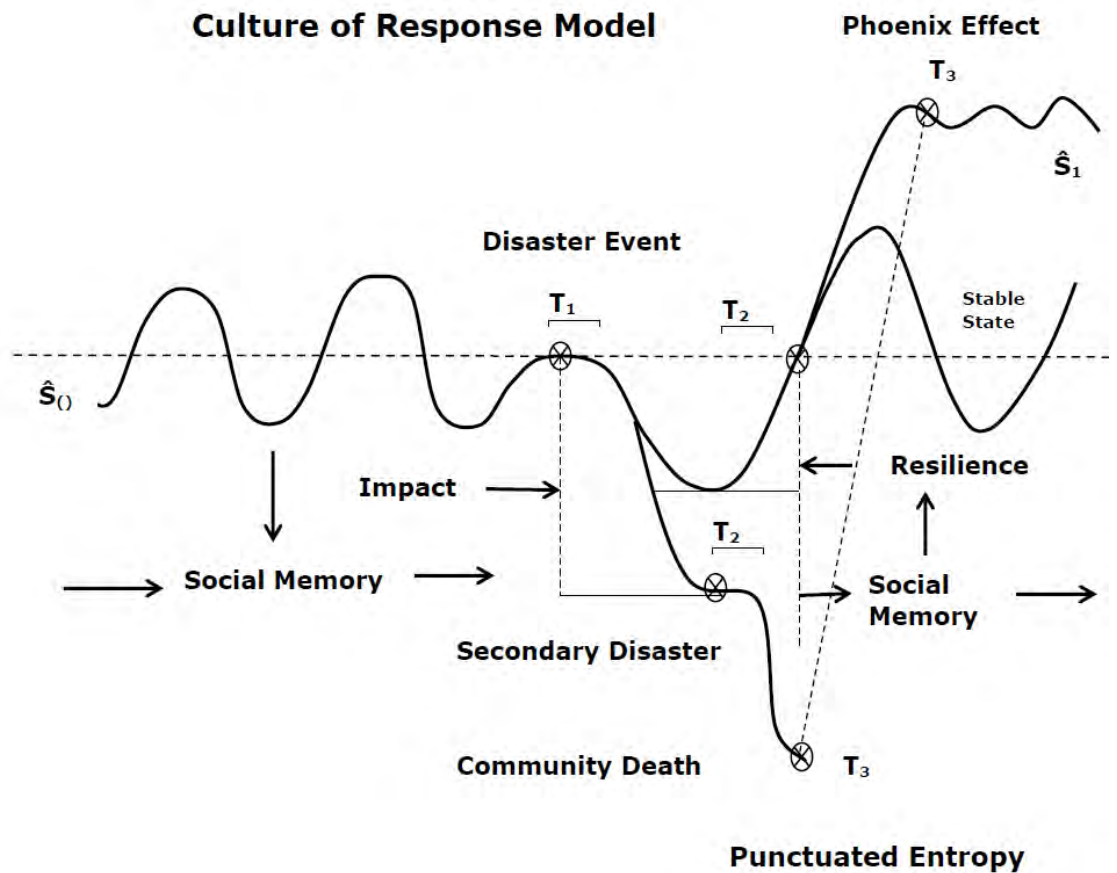 Culture of Response Model
Phoenix Effect
T₃
Ŝ₁
Disaster Event
T₁
T₂
Stable
State
Ŝ₍₎
Impact
Resilience
T₂
Social Memory
Social
Memory
Secondary Disaster
Community Death
T₃
Punctuated Entropy